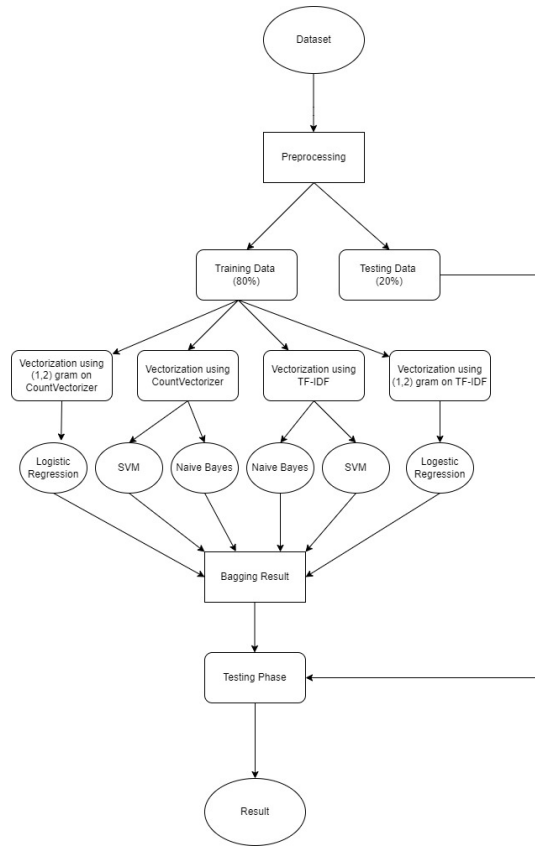 Dataset
Preprocessing
Training Data
(80%)
Testing Data
(20%)
Vectorization using
(1,2) gram on
CountVectorizer
Vectorization using
CountVectorizer
Vectorization using
TF-IDF
Vectorization using
(1,2) gram on TF-IDF
Logistic
Regression
SVM
Naive Bayes
Naive Bayes
SVM
Logestic
Regression
Bagging Result
Testing Phase
Result